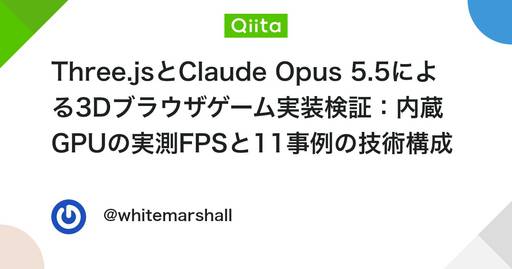 Qiita
Three.jsとClaude Opus 5.5によ
る3Dブラウザゲーム実装検証：内蔵
GPUの実測FPSと11事例の技術構成
@whitemarshall